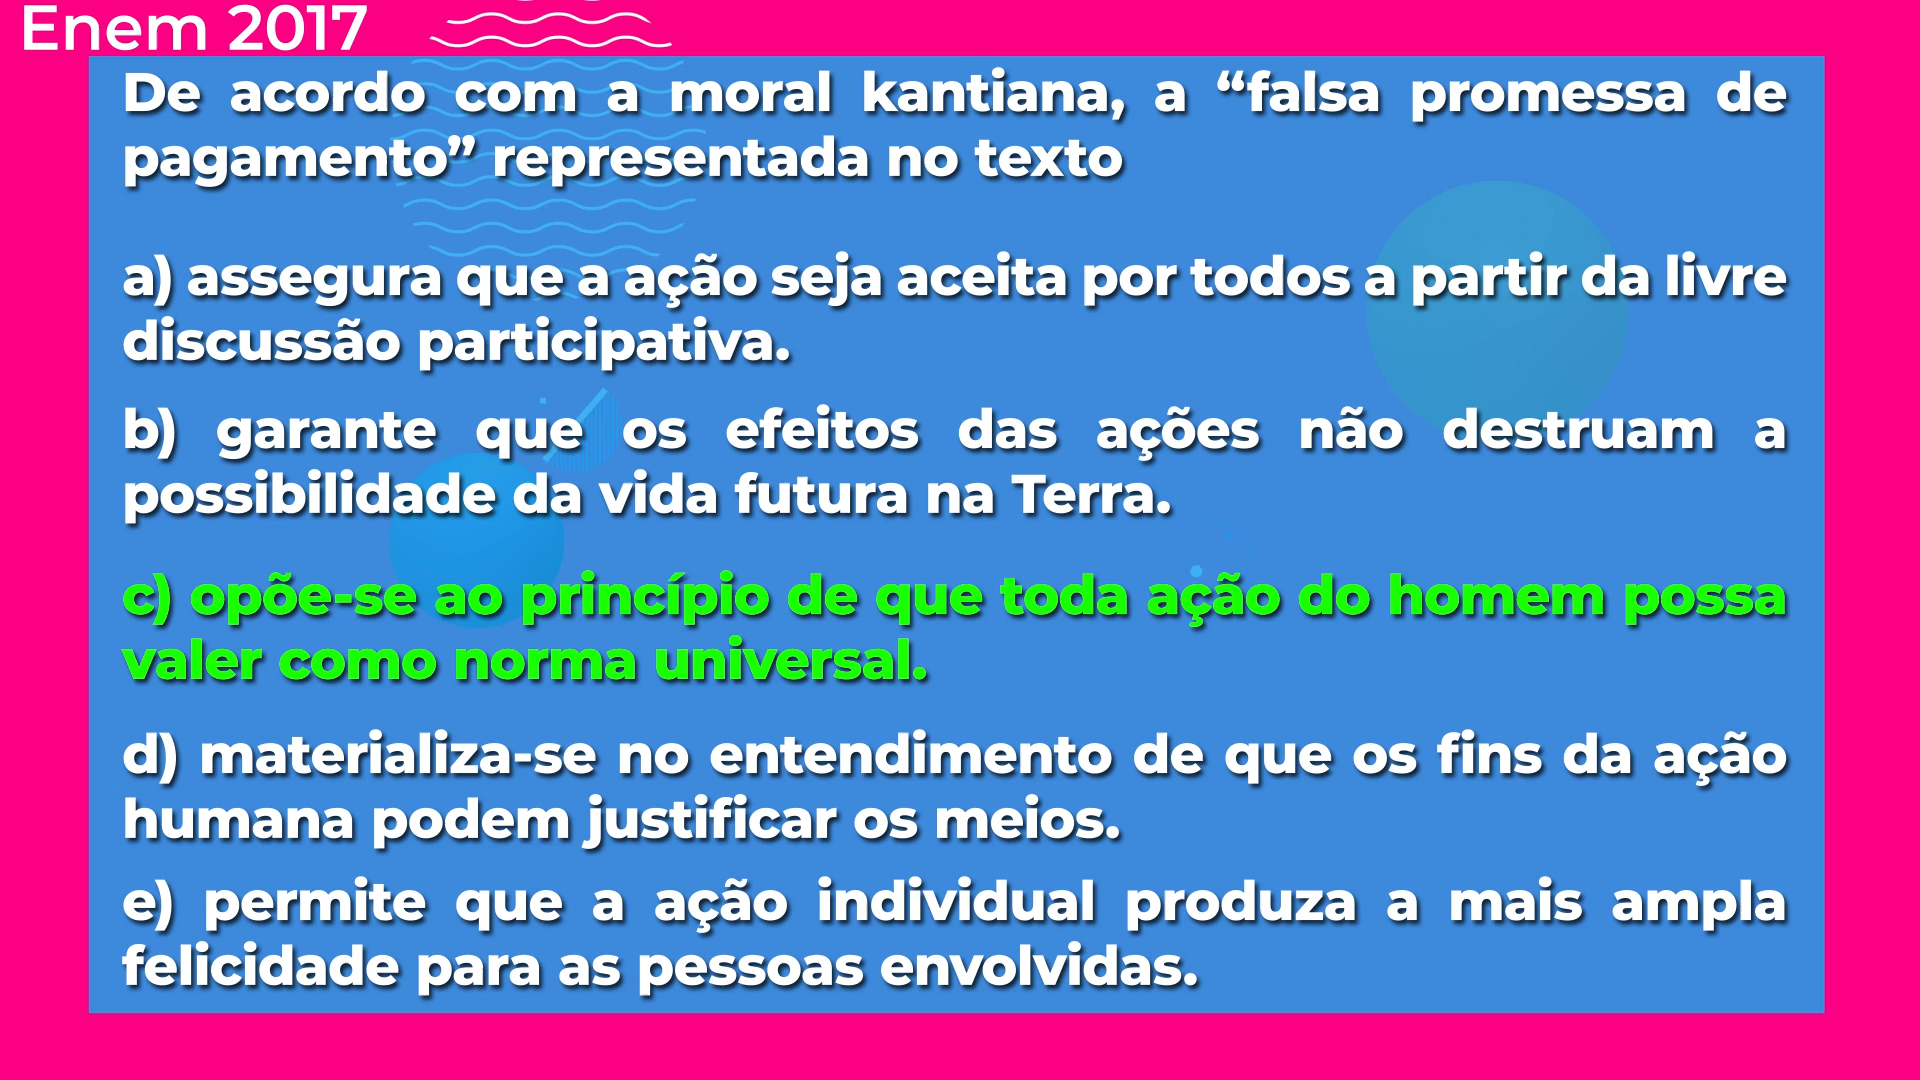 Enem 2017
De acordo com a moral kantiana, a “falsa promessa de
pagamento” representada no texto
a) assegura que a ação seja aceita por todos a partir da livre
discussão participativa.
b) garante que os efeitos das ações não destruam a
possibilidade da vida futura na Terra.
c) opõe-se ao princípio de que toda ação do homem possa
valer como norma universal.
d) materializa-se no entendimento de que os fins da ação
humana podem justificar os meios.
e) permite que a ação individual produza a mais ampla
felicidade para as pessoas envolvidas.